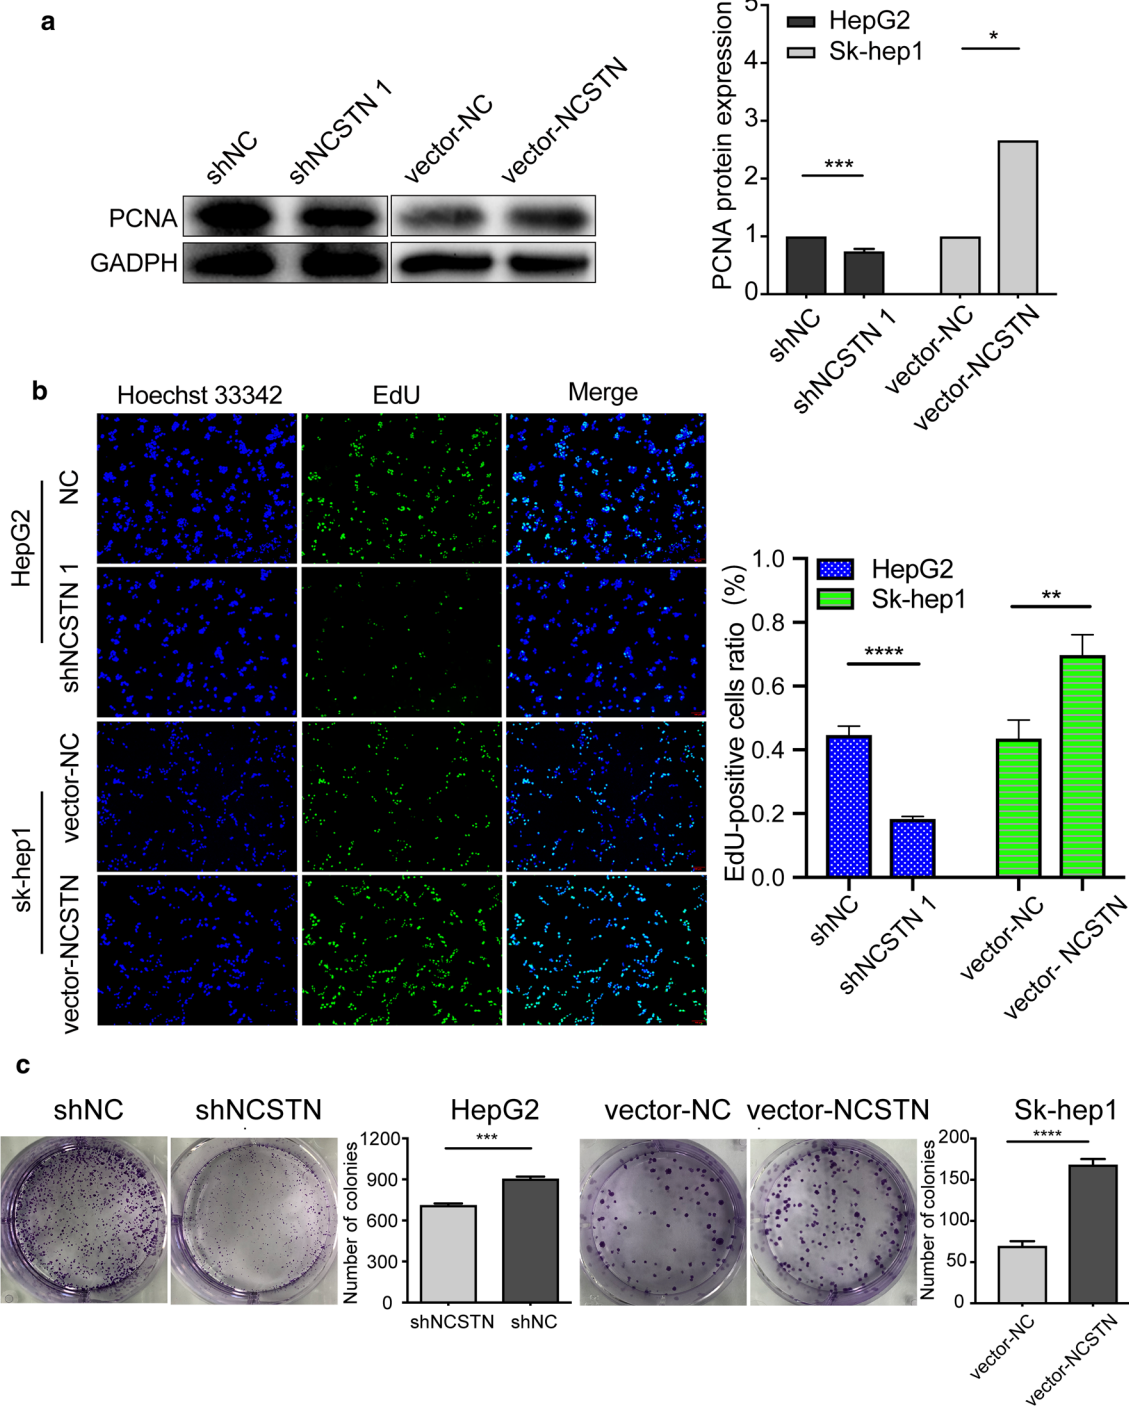 a
shNC
shNCSTN 1
vector-NC
vector-NCSTN
PCNA
GADPH
PCNA protein expression
5
4
3
2
1
0
HepG2
Sk-hep1
***
*
shNC
shNCSTN 1
vector-NC
vector-NCSTN
b
Hoechst 33342
EdU
Merge
HepG2
NC
shNCSTN 1
sk-hep1
vector-NC
vector-NCSTN
EdU-positive cells ratio (%)
1.0
0.8
0.6
0.4
0.2
0.0
HepG2
Sk-hep1
****
**
shNC
shNCSTN 1
vector-NC
vector- NCSTN
c
shNC
shNCSTN
HepG2
Number of colonies
1200
900
600
300
0
***
shNCSTN
shNC
vector-NC
vector-NCSTN
Sk-hep1
Number of colonies
200
150
100
50
0
****
vector-NC
vector-NCSTN